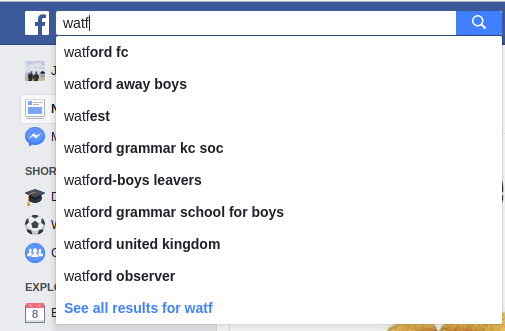 watf
watford fc
watford away boys
watfest
watford grammar kc soc
watford-boys leavers
watford grammar school for boys
watford united kingdom
watford observer
See all results for watf
J
N
M
SHOR
EXPL
8